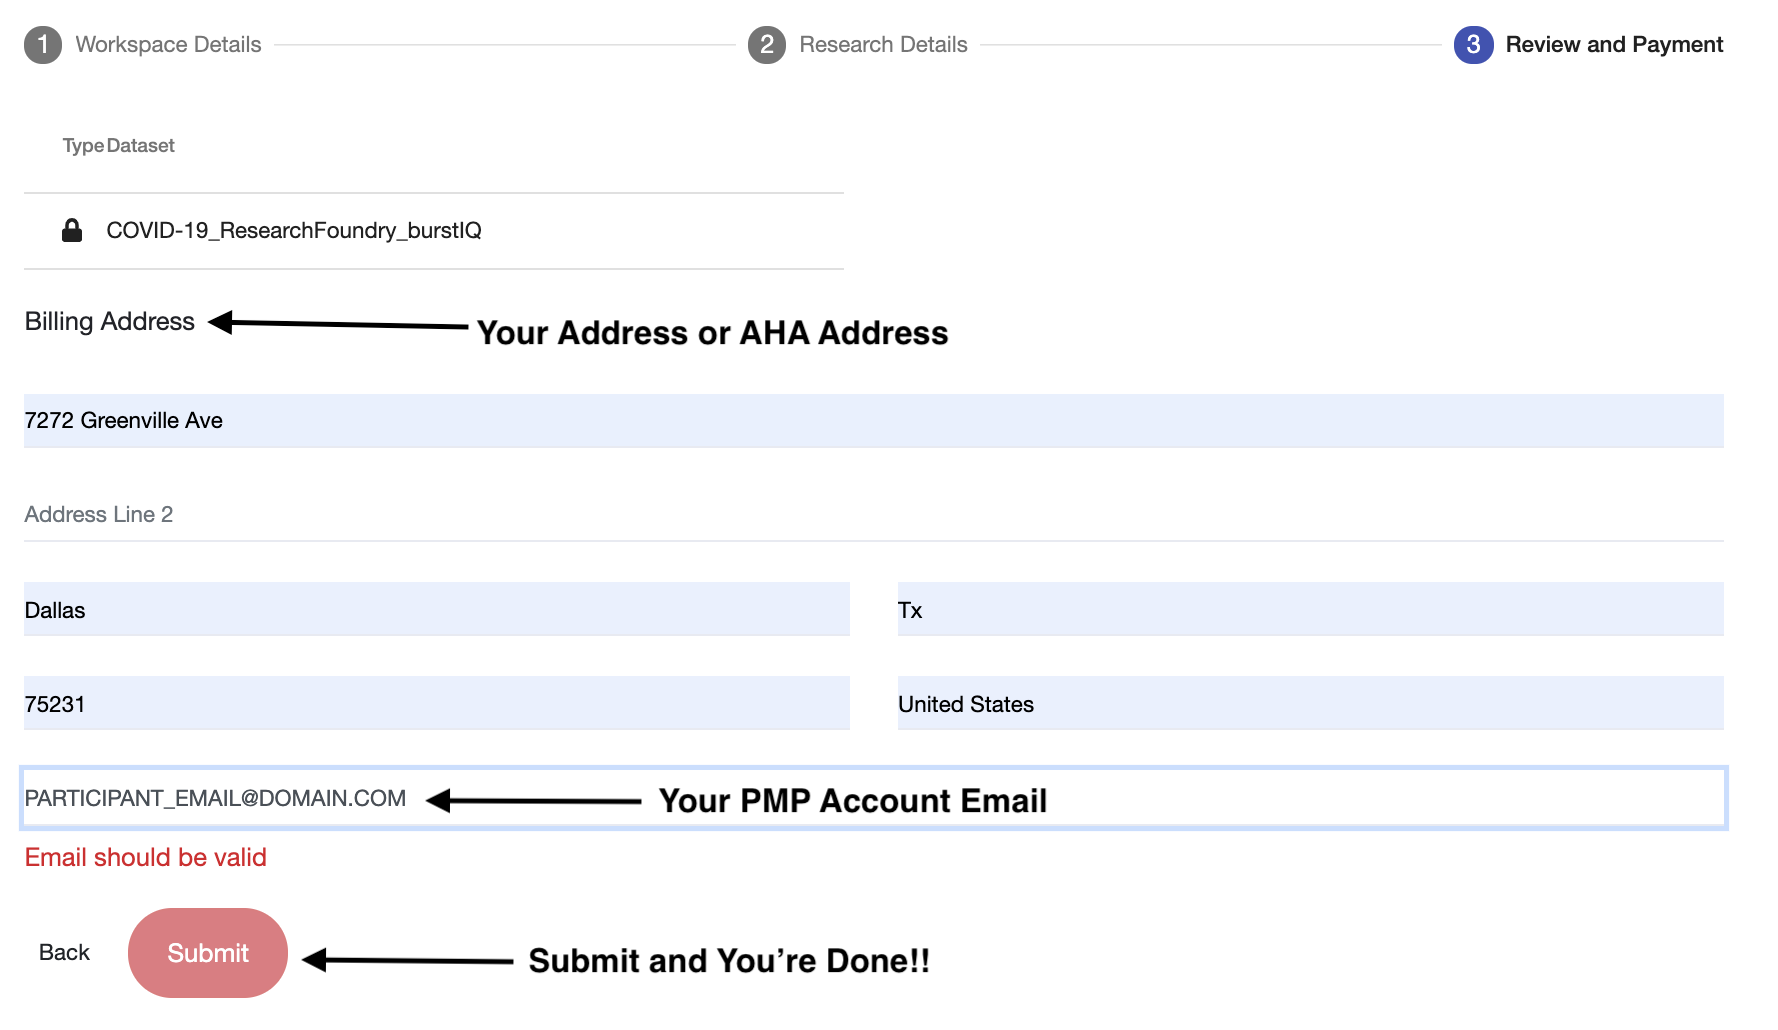 1 Workspace Details 2 Research Details 3 Review and Payment
Type Dataset
COVID-19_ResearchFoundry_burstIQ
Billing Address Your Address or AHA Address
7272 Greenville Ave
Address Line 2
Dallas Tx
75231 United States
PARTICIPANT_EMAIL@DOMAIN.COM Your PMP Account Email
Email should be valid
Back Submit Submit and You’re Done!!